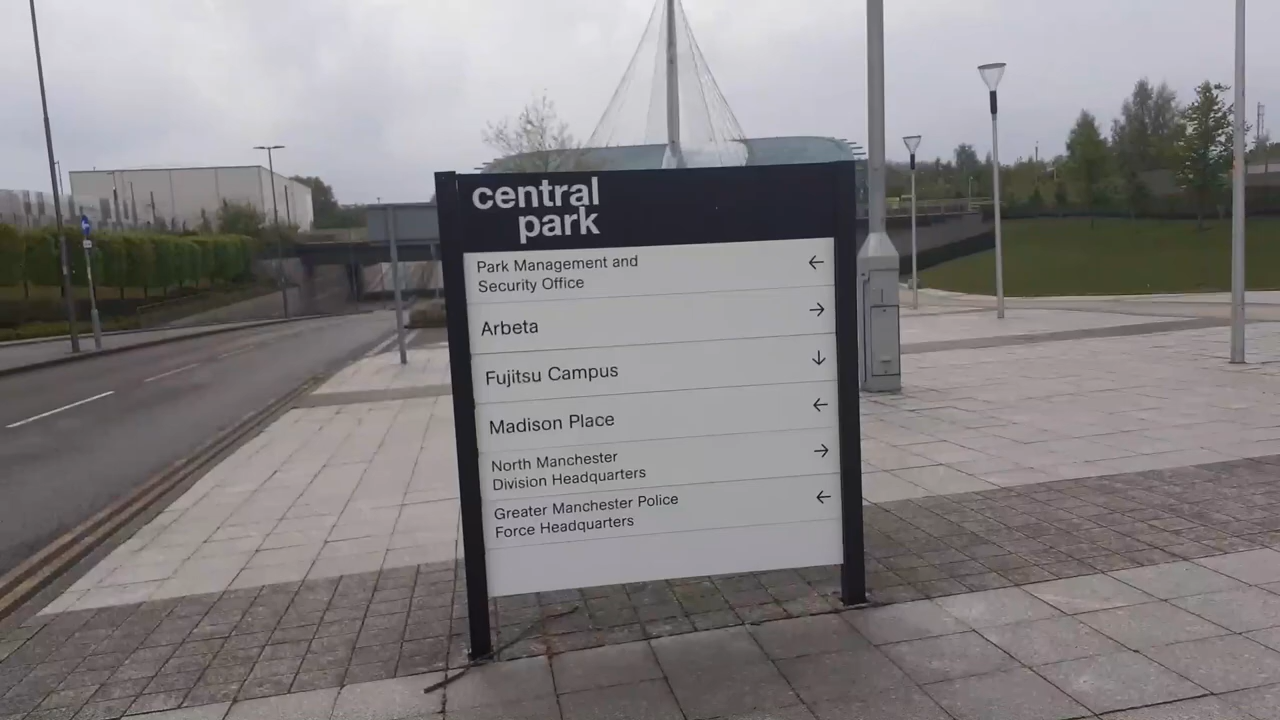 central
park
Park Management and
Security Office
←
Arbeta
→
Fujitsu Campus
↓
Madison Place
←
North Manchester
Division Headquarters
→
Greater Manchester Police
Force Headquarters
←